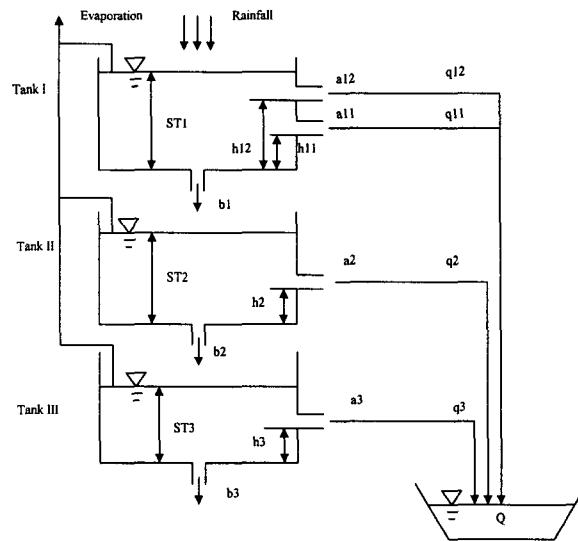 Evaporation Rainfall
Tank I
a12 q12
ST1
a11 q11
h12 h11
b1
Tank II
a2 q2
ST2
h2
b2
Tank III
a3 q3
ST3
h3
b3
Q